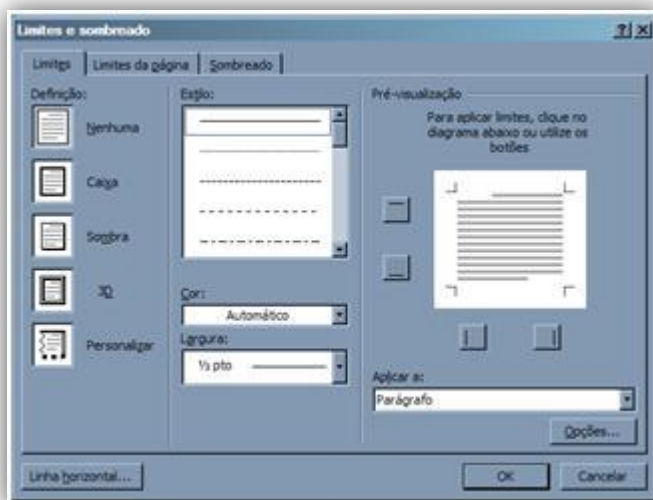 Limites e sombreado
Limites
Limites da página
Sombreado
Definição:
Nenhuma
Caixa
Sombra
3D
Personalizar
Estilo:
Cor:
Automático
Largura:
½ pto
Pré-visualização
Para aplicar limites, clique no
diagrama abaixo ou utilize os
botões
Aplicar a:
Parágrafo
Opções...
Linha horizontal...
OK
Cancelar